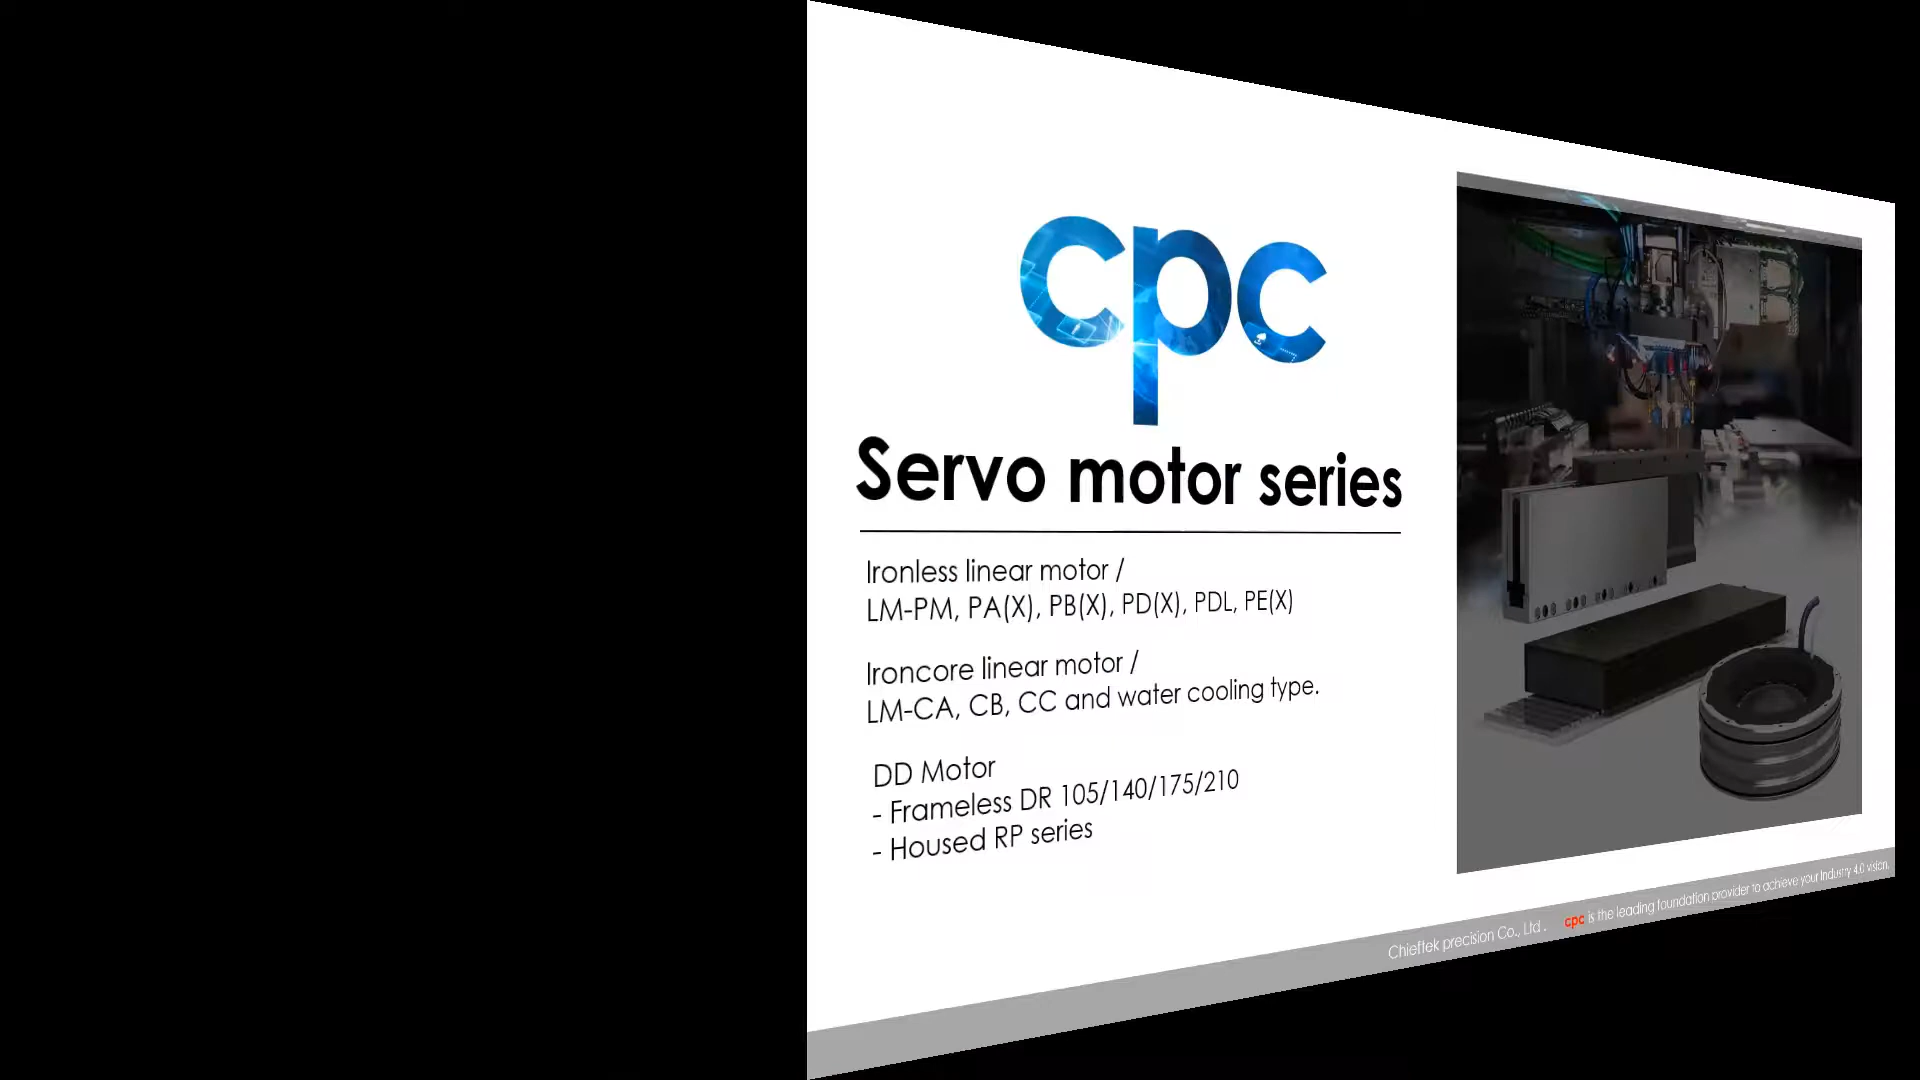 cpc
Servo motor series
Ironless linear motor /
LM-PM, PA(X), PB(X), PD(X), PDL, PE(X)
Ironcore linear motor /
LM-CA, CB, CC and water cooling type.
DD Motor
- Frameless DR 105/140/175/210
- Housed RP series
Chieftek precision Co., Ltd. cpc is the leading foundation provider to achieve your Industry 4.0 vision.